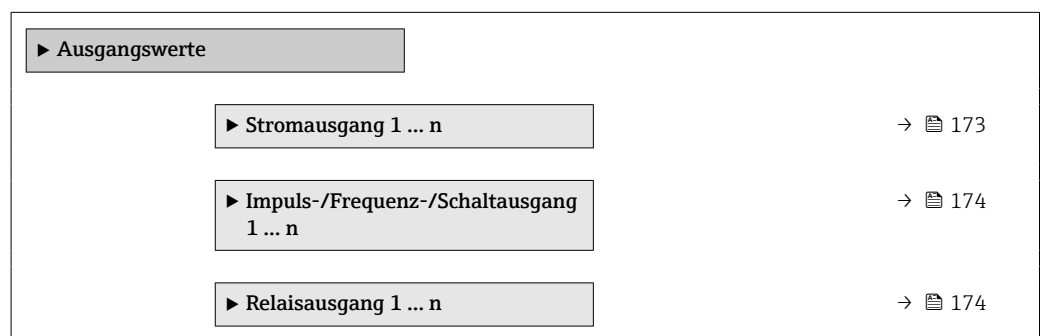 ▶ Ausgangswerte
▶ Stromausgang 1 … n → 173
▶ Impuls-/Frequenz-/Schaltausgang → 174
1 … n
▶ Relaisausgang 1 … n → 174